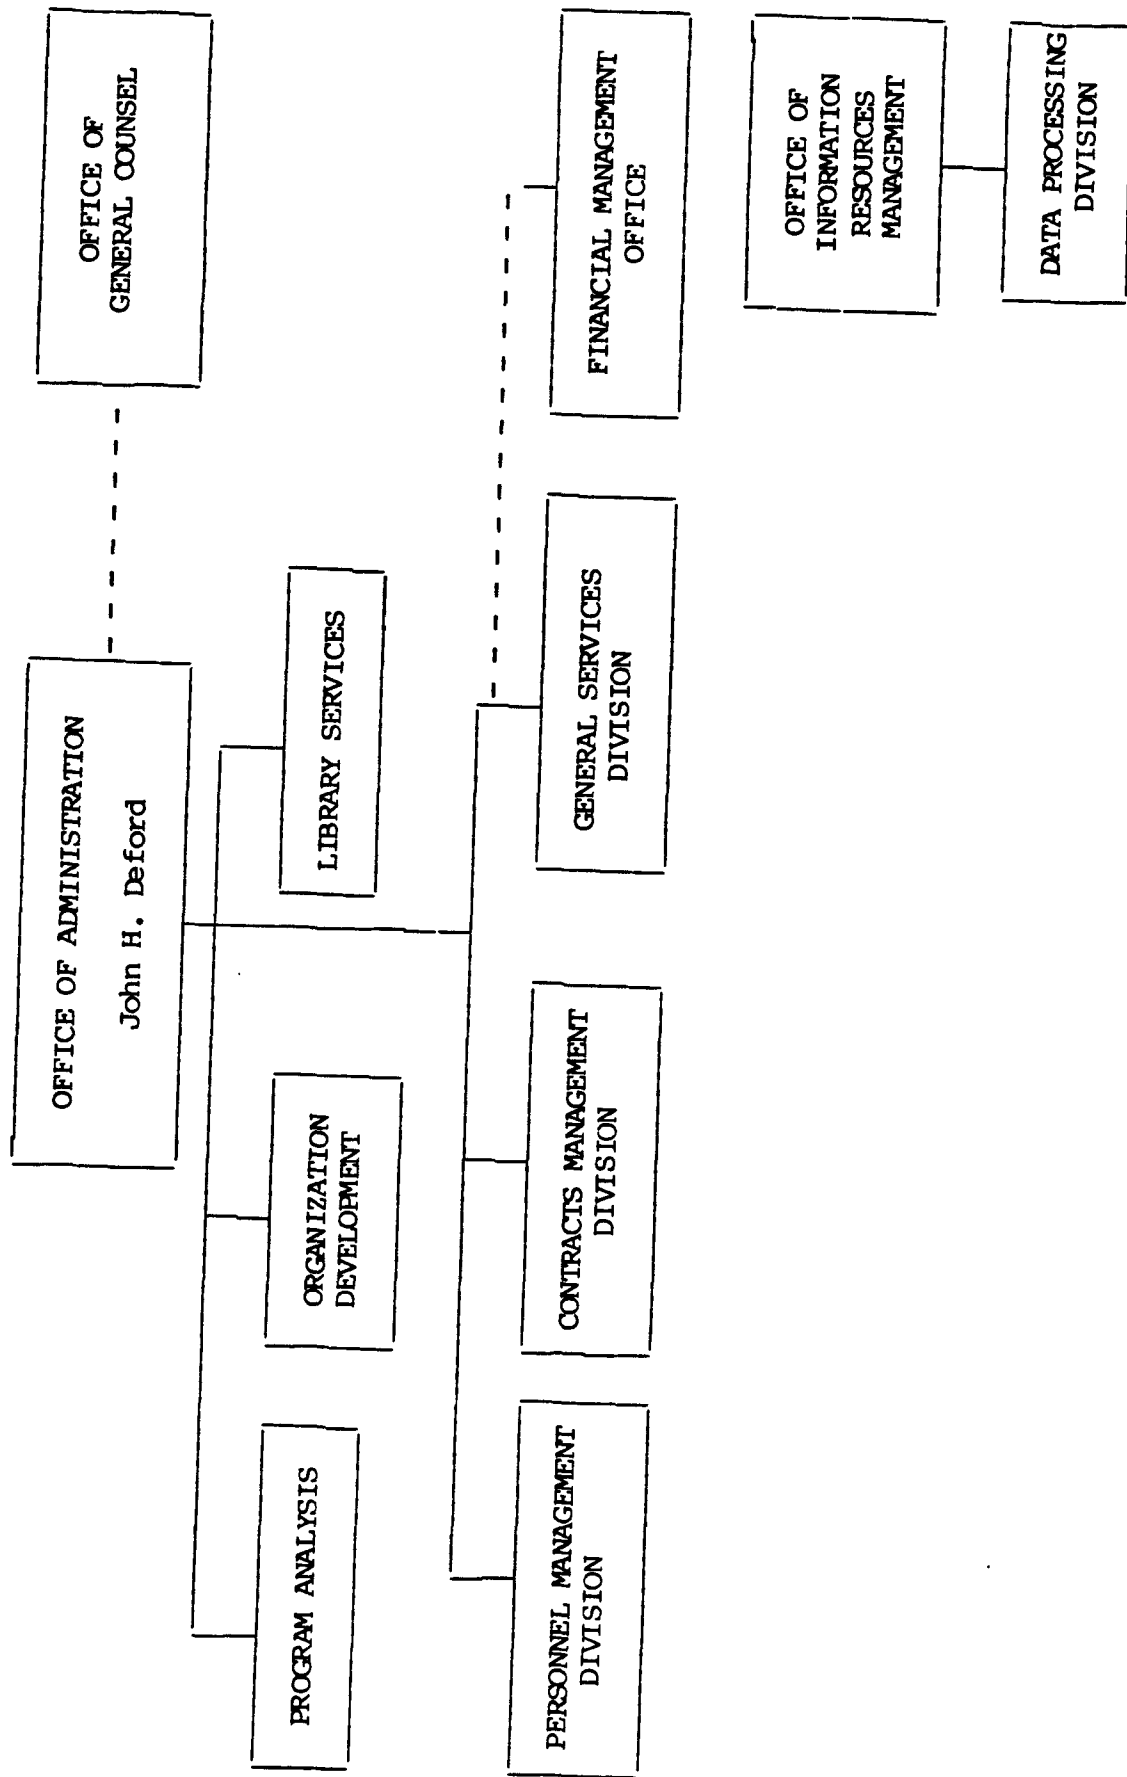 OFFICE OF ADMINISTRATION
John H. Deford
OFFICE OF
GENERAL COUNSEL
PROGRAM ANALYSIS
ORGANIZATION
DEVELOPMENT
LIBRARY SERVICES
PERSONNEL MANAGEMENT
DIVISION
CONTRACTS MANAGEMENT
DIVISION
GENERAL SERVICES
DIVISION
FINANCIAL MANAGEMENT
OFFICE
OFFICE OF
INFORMATION
RESOURCES
MANAGEMENT
DATA PROCESSING
DIVISION